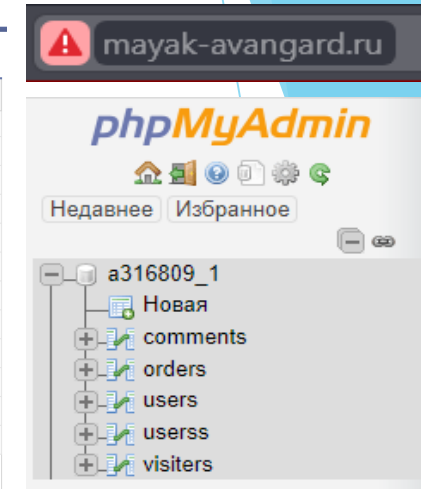 mayak-avangard.ru
phpMyAdmin
Недавнее Избранное
a316809_1
Новая
comments
orders
users
userss
visiters